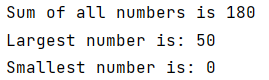 Sum of all numbers is 180
Largest number is: 50
Smallest number is: 0